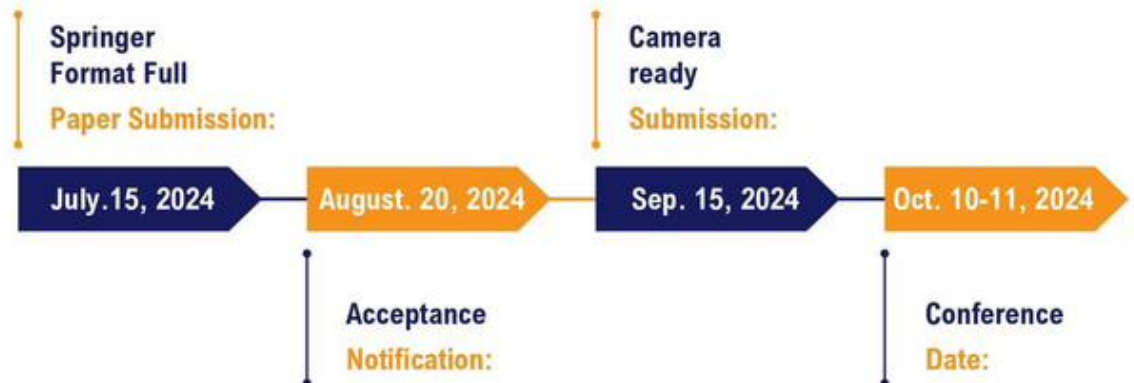 Springer
Format Full
Paper Submission:
Camera
ready
Submission:
July.15, 2024
August. 20, 2024
Sep. 15, 2024
Oct. 10-11, 2024
Acceptance
Notification:
Conference
Date: